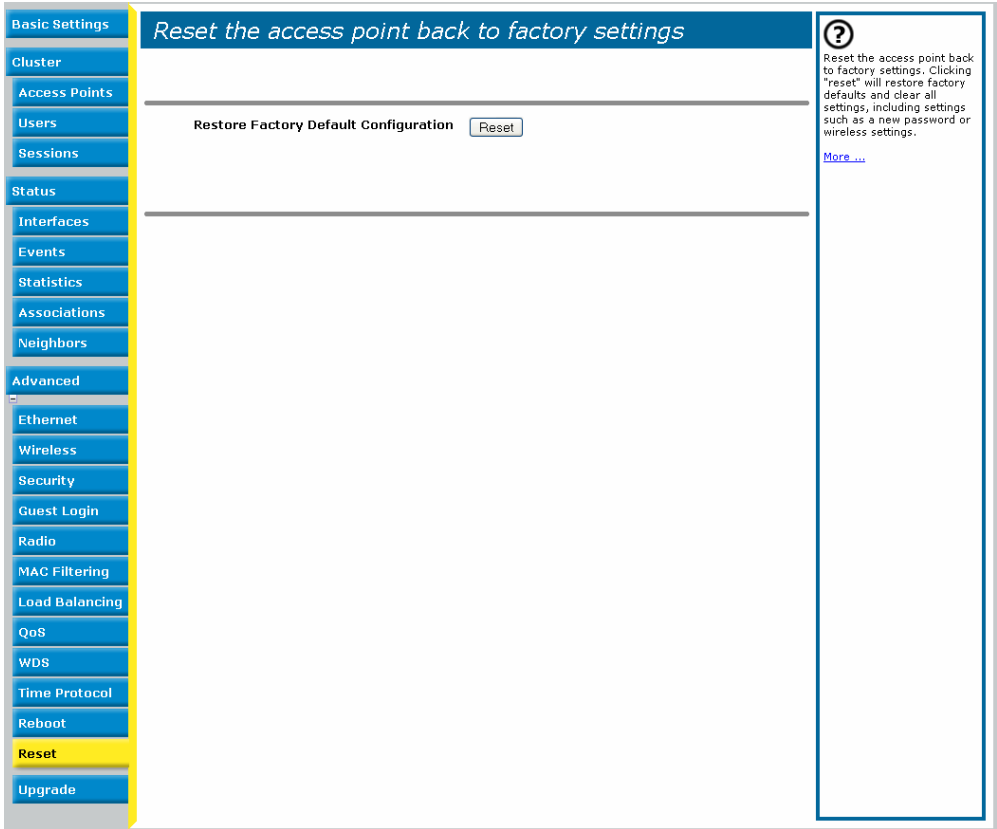 Basic Settings
Cluster
Access Points
Users
Sessions
Status
Interfaces
Events
Statistics
Associations
Neighbors
Advanced
Ethernet
Wireless
Security
Guest Login
Radio
MAC Filtering
Load Balancing
QoS
WDS
Time Protocol
Reboot
Reset
Upgrade
Reset the access point back to factory settings
Restore Factory Default Configuration Reset
?
Reset the access point back
to factory settings. Clicking
"reset" will restore factory
defaults and clear all
settings, including settings
such as a new password or
wireless settings.
More ...